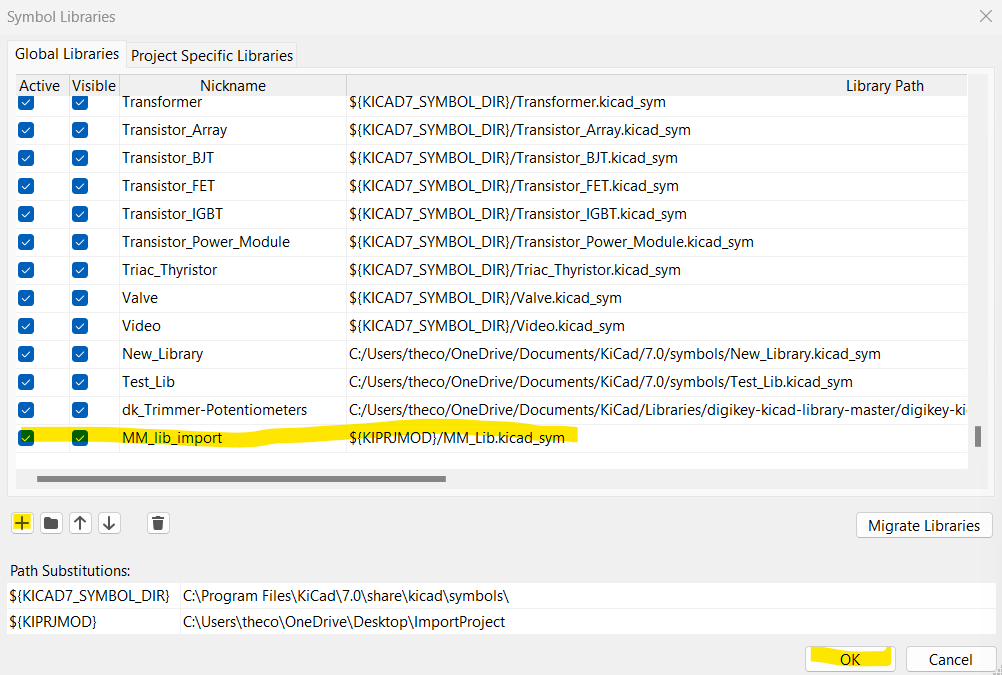 Symbol Libraries
Global Libraries Project Specific Libraries
Active Visible Nickname Library Path
Transformer ${KICAD7_SYMBOL_DIR}/Transformer.kicad_sym
Transistor_Array ${KICAD7_SYMBOL_DIR}/Transistor_Array.kicad_sym
Transistor_BJT ${KICAD7_SYMBOL_DIR}/Transistor_BJT.kicad_sym
Transistor_FET ${KICAD7_SYMBOL_DIR}/Transistor_FET.kicad_sym
Transistor_IGBT ${KICAD7_SYMBOL_DIR}/Transistor_IGBT.kicad_sym
Transistor_Power_Module ${KICAD7_SYMBOL_DIR}/Transistor_Power_Module.kicad_sym
Triac_Thyristor ${KICAD7_SYMBOL_DIR}/Triac_Thyristor.kicad_sym
Valve ${KICAD7_SYMBOL_DIR}/Valve.kicad_sym
Video ${KICAD7_SYMBOL_DIR}/Video.kicad_sym
New_Library C:/Users/theco/OneDrive/Documents/KiCad/7.0/symbols/New_Library.kicad_sym
Test_Lib C:/Users/theco/OneDrive/Documents/KiCad/7.0/symbols/Test_Lib.kicad_sym
dk_Trimmer-Potentiometers C:/Users/theco/OneDrive/Documents/KiCad/Libraries/digikey-kicad-library-master/digikey-ki
MM_lib_import ${KIPRJMOD}/MM_Lib.kicad_sym
Migrate Libraries
Path Substitutions:
${KICAD7_SYMBOL_DIR} C:\Program Files\KiCad\7.0\share\kicad\symbols\
${KIPRJMOD} C:\Users\theco\OneDrive\Desktop\ImportProject
OK Cancel